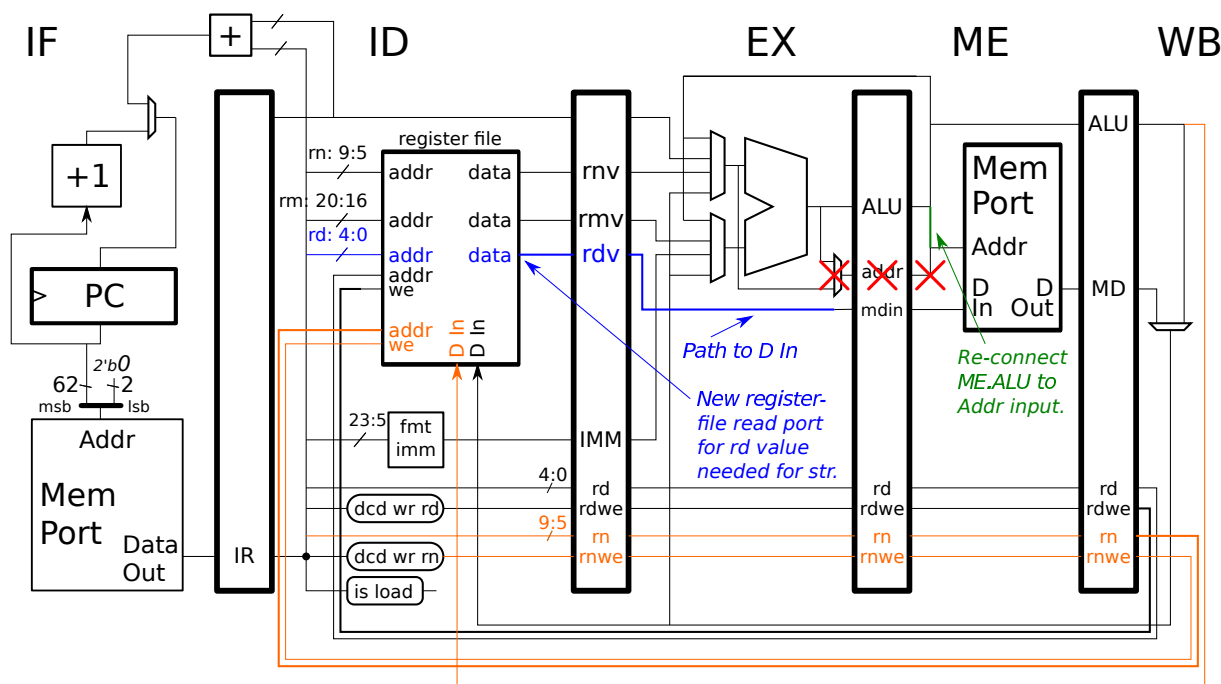 IF
+
ID
EX
ME
WB
+1
PC
62
2'b0
2
msb
lsb
Addr
Mem
Port
Data
Out
IR
register file
rn: 9:5
addr
data
rm: 20:16
addr
data
rd: 4:0
addr
data
addr
we
addr
we
D In
D In
23:5
fmt
imm
4:0
dcd wr rd
9:5
dcd wr rn
is load
rnv
rmv
rdv
IMM
rd
rdwe
rn
rnwe
Path to D In
New register-
file read port
for rd value
needed for str.
ALU
addr
mdin
rd
rdwe
rn
rnwe
Mem
Port
Addr
D
In
D
Out
Re-connect
ME.ALU to
Addr input.
ALU
MD
rd
rdwe
rn
rnwe